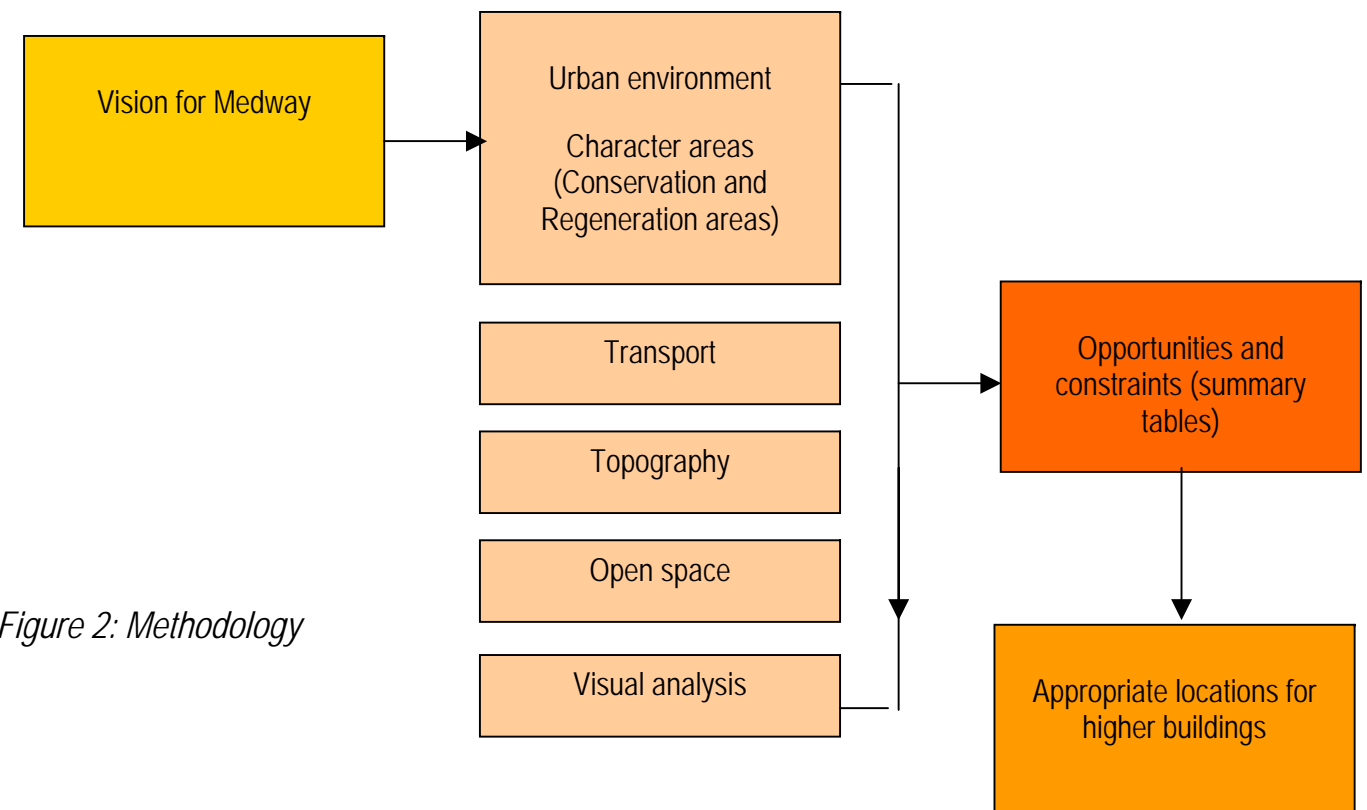 Vision for Medway
Urban environment
Character areas
(Conservation and
Regeneration areas)
Transport
Topography
Open space
Visual analysis
Opportunities and
constraints (summary
tables)
Appropriate locations for
higher buildings
Figure 2: Methodology